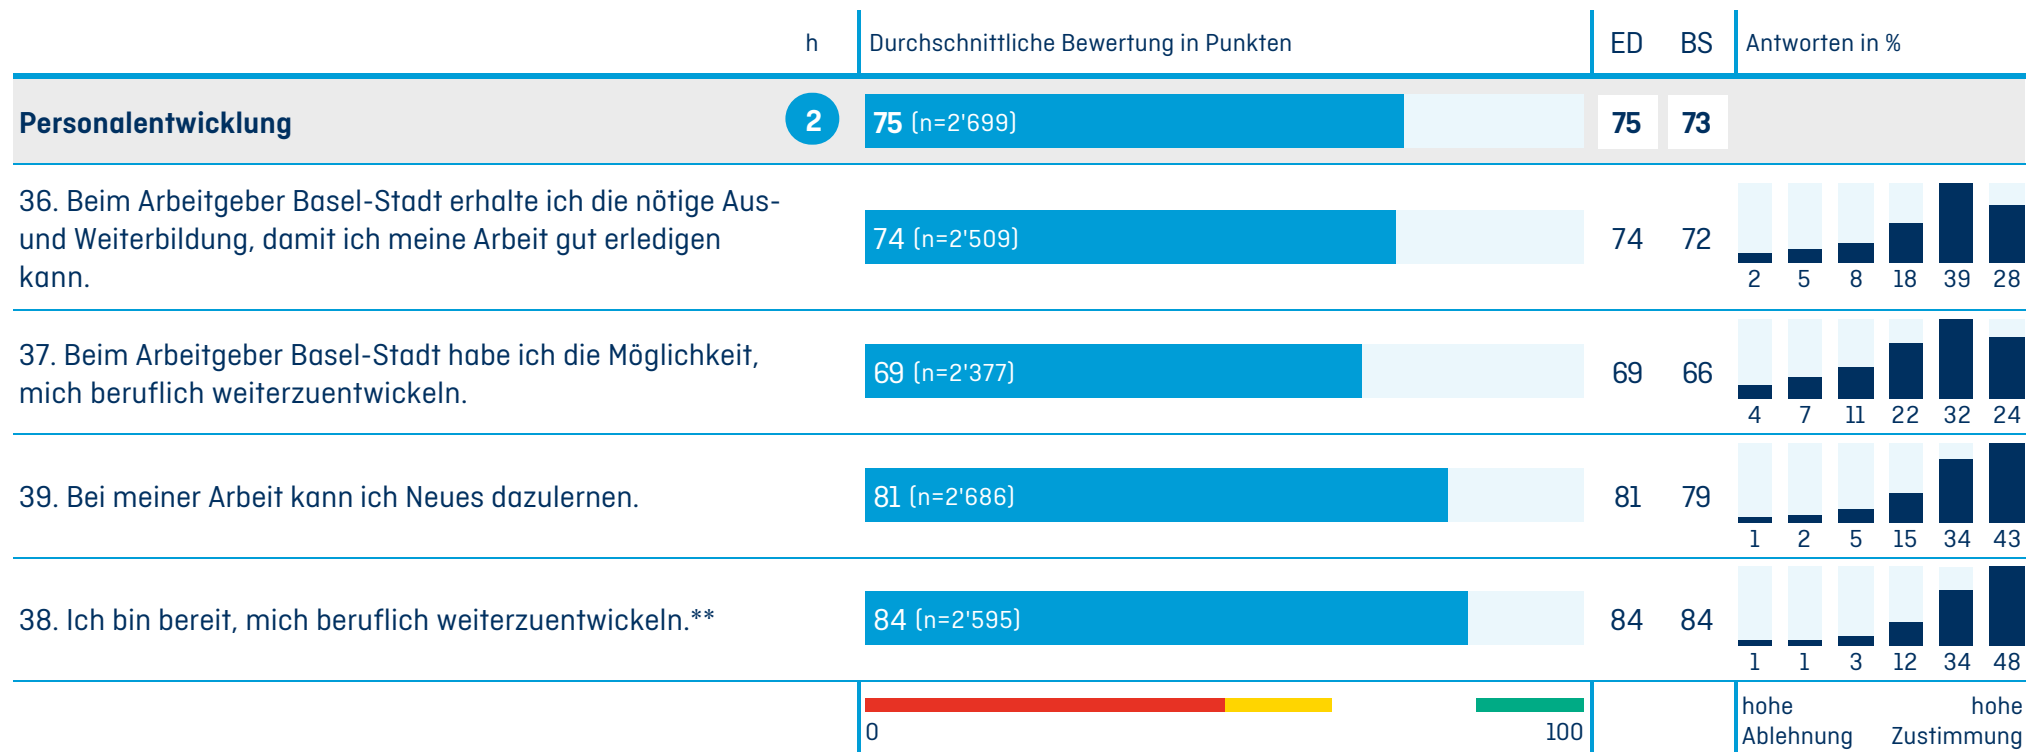 h Durchschnittliche Bewertung in Punkten ED BS Antworten in %
Personalentwicklung 2 75 (n=2'699) 75 73
36. Beim Arbeitgeber Basel-Stadt erhalte ich die nötige Aus-
und Weiterbildung, damit ich meine Arbeit gut erledigen
kann.
74 (n=2'509) 74 72
2 5 8 18 39 28
37. Beim Arbeitgeber Basel-Stadt habe ich die Möglichkeit,
mich beruflich weiterzuentwickeln.
69 (n=2'377) 69 66
4 7 11 22 32 24
39. Bei meiner Arbeit kann ich Neues dazulernen. 81 (n=2'686) 81 79
1 2 5 15 34 43
38. Ich bin bereit, mich beruflich weiterzuentwickeln.** 84 (n=2'595) 84 84
1 1 3 12 34 48
0 100
hohe hohe
Ablehnung Zustimmung